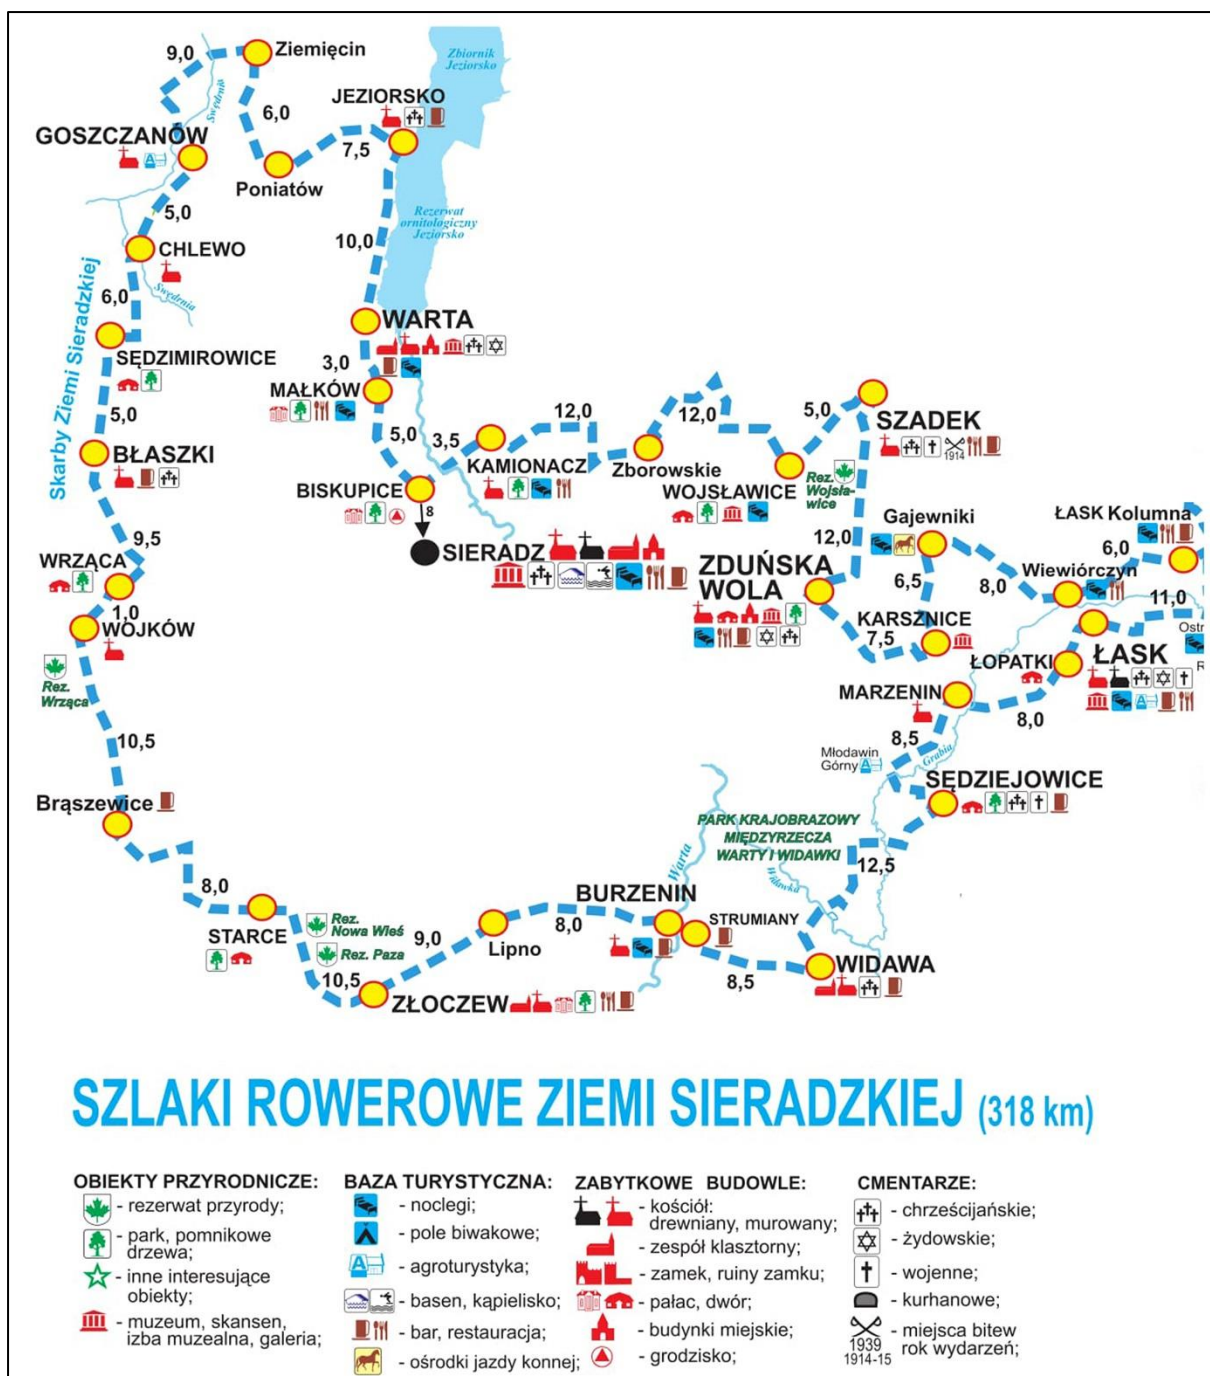 9,0
Ziemięcin
Zbiornik
Jeziorsko
Swędrnia
6,0
JEZIORSKO
GOSZCZANÓW
7,5
Poniatów
5,0
Rezerwat
ornitologiczny
Jeziorsko
CHLEWO
10,0
Swędrnia
6,0
Skarby Ziemi Sieradzkiej
WARTA
SĘDZIMIROWICE
3,0
MAŁKÓW
5,0
12,0
12,0
5,0
SZADEK
5,0
3,5
1914
BŁASZKI
KAMIONACZ
Zborowskie
Rez.
Wojsła-
wice
BISKUPICE
WOJSŁAWICE
8
Gajewniki
ŁASK Kolumna
9,5
12,0
SIERADZ
6,0
WRZĄCA
ZDUŃSKA
WOLA
6,5
8,0
Wiewiórczyn
11,0
1,0
KARSZNICE
WÓJKÓW
7,5
Ostr
R
ŁOPATKI
ŁASK
Rez.
Wrząca
MARZENIN
8,0
10,5
8,5
Młodawin
Górny
Grabia
SĘDZIEJOWICE
Brąszewice
PARK KRAJOBRAZOWY
MIĘDZYRZECZA
WARTY I WIDAWKI
Warta
12,5
Widawka
8,0
BURZENIN
STARCE
Rez.
Nowa Wieś
8,0
STRUMIANY
9,0
Lipno
Rez. Paza
WIDAWA
10,5
8,5
ZŁOCZEW
SZLAKI ROWEROWE ZIEMI SIERADZKIEJ (318 km)
OBIEKTY PRZYRODNICZE:
- rezerwat przyrody;
- park, pomnikowe
drzewa;
- inne interesujące
obiekty;
- muzeum, skansen,
izba muzealna, galeria;
BAZA TURYSTYCZNA:
- noclegi;
- pole biwakowe;
- agroturystyka;
- basen, kąpielisko;
- bar, restauracja;
- ośrodki jazdy konnej;
ZABYTKOWE BUDOWLE:
- kościół:
drewniany, murowany;
- zespół klasztorny;
- zamek, ruiny zamku;
- pałac, dwór;
- budynki miejskie;
- grodzisko;
CMENTARZE:
- chrześcijańskie;
- żydowskie;
- wojenne;
- kurhanowe;
- miejsca bitew
1939 rok wydarzeń;
1914-15